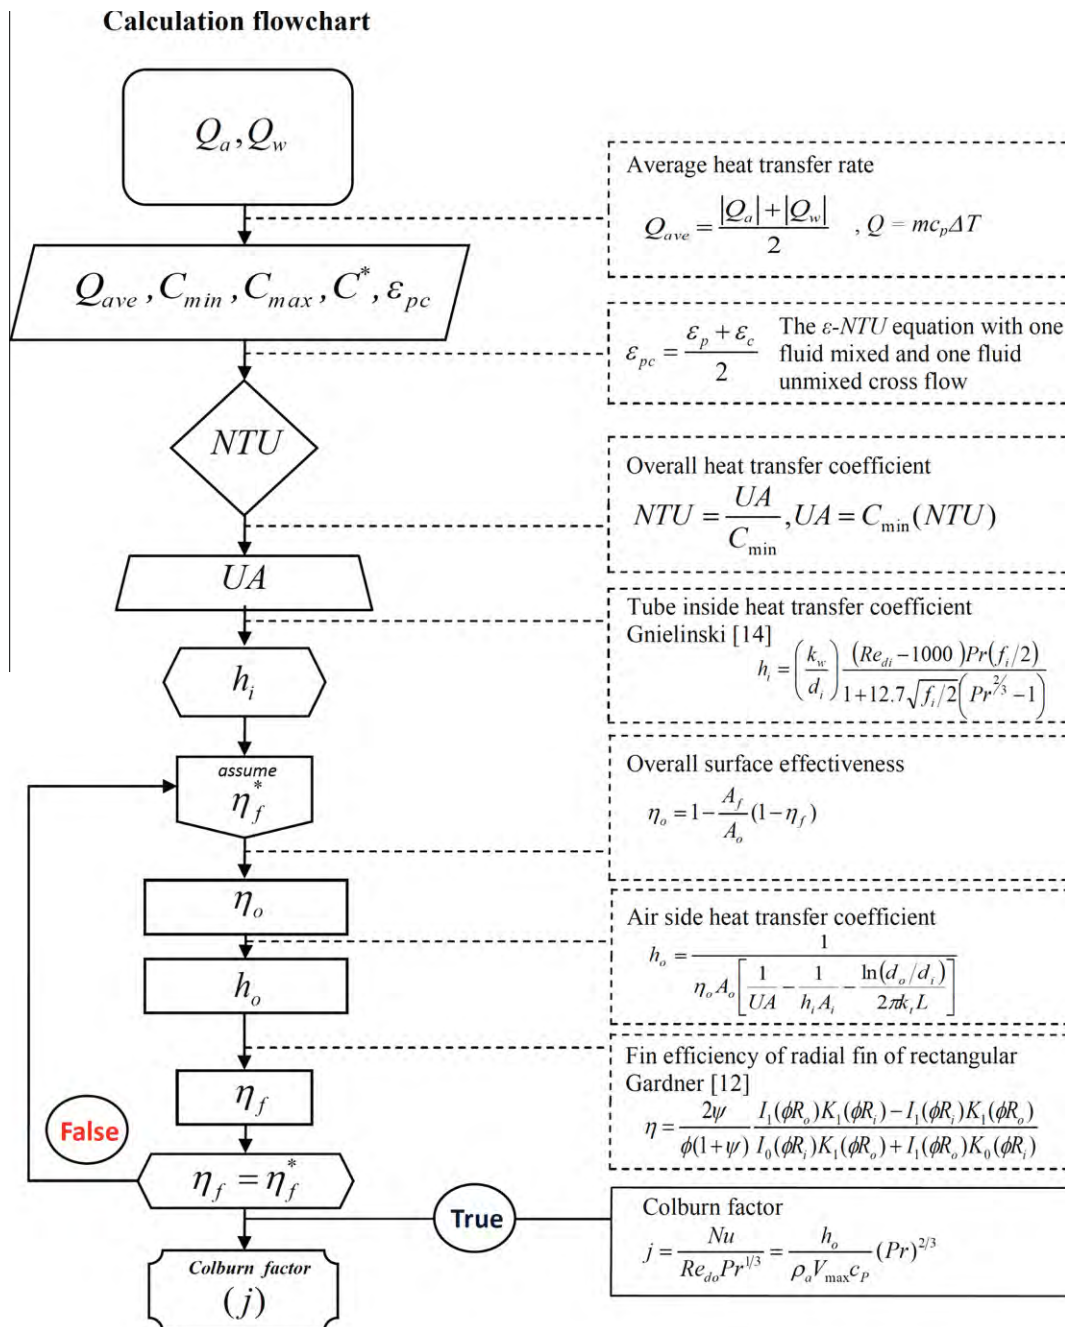 Calculation flowchart
Q_a, Q_w
Average heat transfer rate
Q_ave = (|Q_a| + |Q_w|) / 2 , Q = mc_pΔT
Q_ave, C_min, C_max, C^*, ε_pc
ε_pc = (ε_p + ε_c) / 2
The ε-NTU equation with one
fluid mixed and one fluid
unmixed cross flow
NTU
Overall heat transfer coefficient
NTU = UA / C_min, UA = C_min(NTU)
UA
Tube inside heat transfer coefficient
Gnielinski [14]
h_i = (k_w / d_i) (Re_di − 1000)Pr(f_i/2) / (1 + 12.7√(f_i/2) (Pr^(2/3) − 1))
h_i
assume
η_f^*
Overall surface effectiveness
η_o = 1 − (A_f / A_o)(1 − η_f)
η_o
Air side heat transfer coefficient
h_o = 1 / (η_o A_o [1/UA − 1/(h_i A_i) − ln(d_o/d_i) / (2πk_t L)])
h_o
Fin efficiency of radial fin of rectangular
Gardner [12]
η = 2ψ / (ϕ(1+ψ)) (I_1(ϕR_o)K_1(ϕR_i) − I_1(ϕR_i)K_1(ϕR_o)) / (I_0(ϕR_i)K_1(ϕR_o) + I_1(ϕR_o)K_0(ϕR_i))
η_f
False
η_f = η_f^*
True
Colburn factor
j = Nu / (Re_do Pr^(1/3)) = h_o / (ρ_a V_max c_P) (Pr)^(2/3)
Colburn factor
(j)